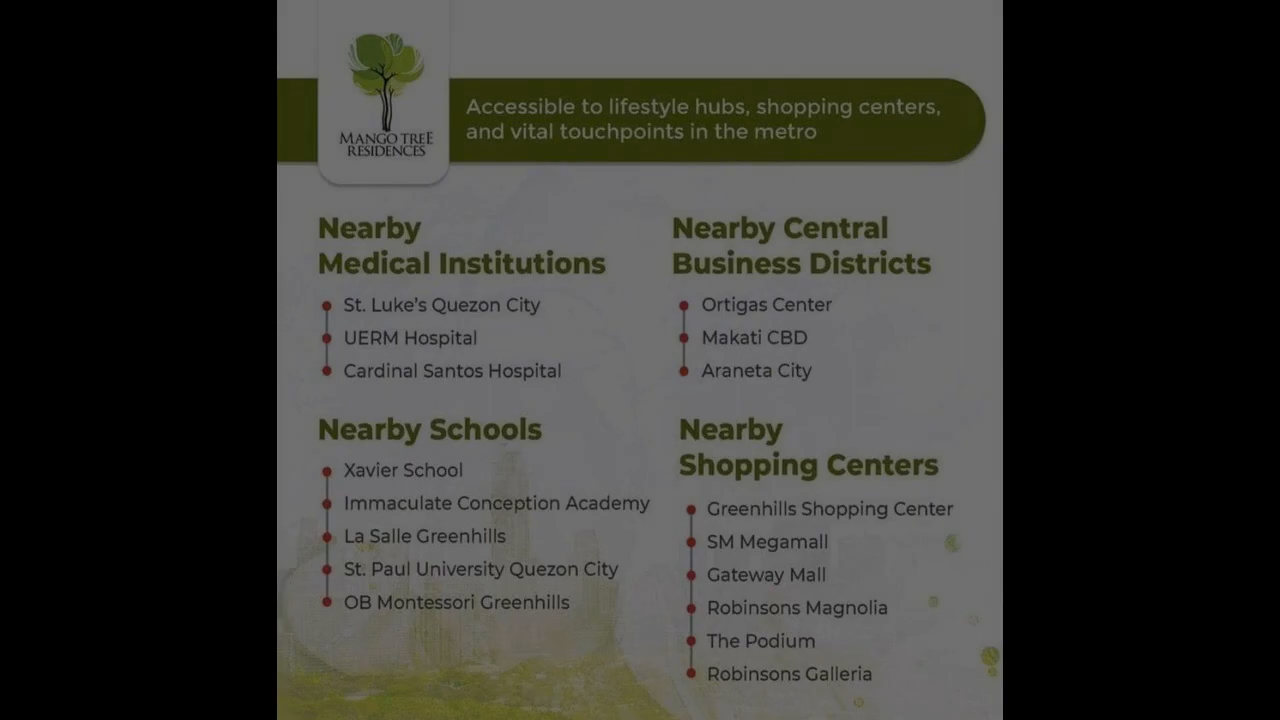 MANGO TREE
RESIDENCES
Accessible to lifestyle hubs, shopping centers,
and vital touchpoints in the metro
Nearby
Medical Institutions
St. Luke's Quezon City
UERM Hospital
Cardinal Santos Hospital
Nearby Central
Business Districts
Ortigas Center
Makati CBD
Araneta City
Nearby Schools
Xavier School
Immaculate Conception Academy
La Salle Greenhills
St. Paul University Quezon City
OB Montessori Greenhills
Nearby
Shopping Centers
Greenhills Shopping Center
SM Megamall
Gateway Mall
Robinsons Magnolia
The Podium
Robinsons Galleria